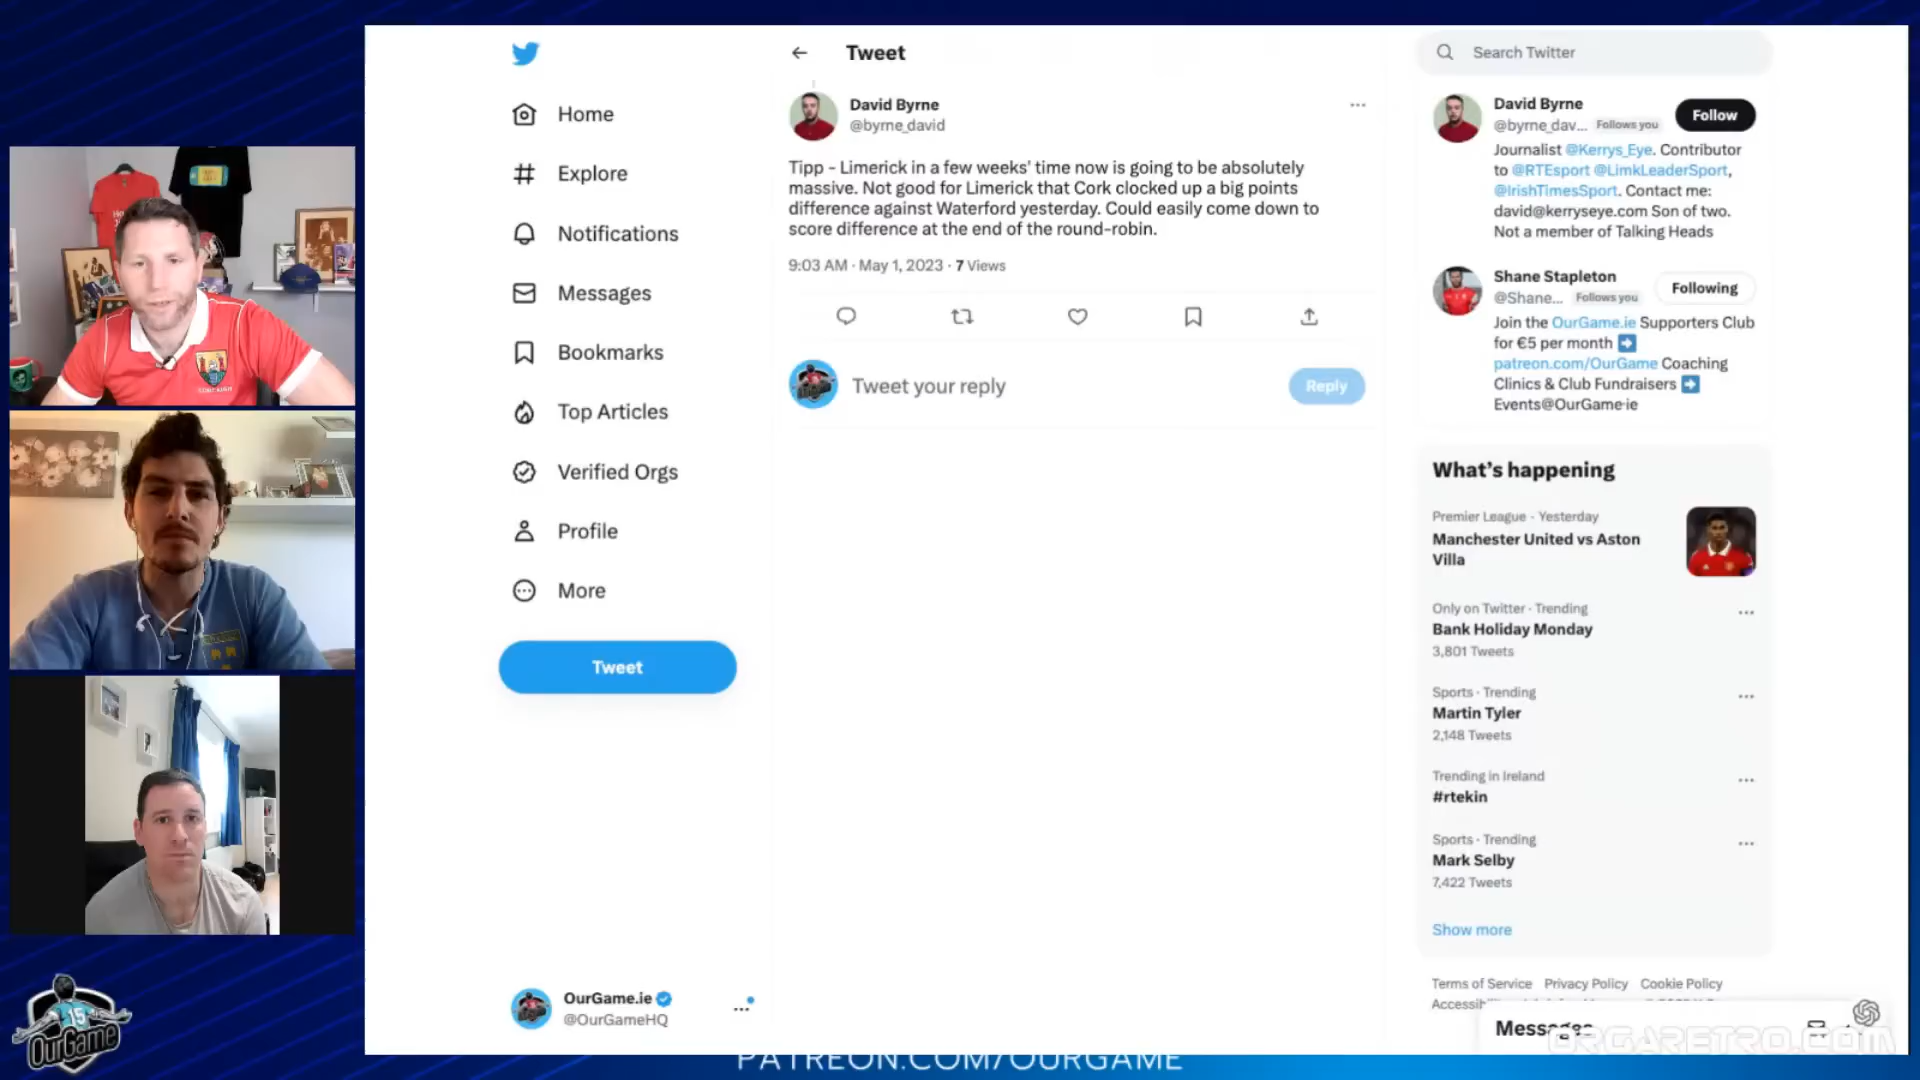 Home
Explore
Notifications
Messages
Bookmarks
Top Articles
Verified Orgs
Profile
More
Tweet
OurGame.ie
@OurGameHQ
Tweet
David Byrne
@byrne_david
Tipp - Limerick in a few weeks' time now is going to be absolutely
massive. Not good for Limerick that Cork clocked up a big points
difference against Waterford yesterday. Could easily come down to
score difference at the end of the round-robin.
9:03 AM · May 1, 2023 · 7 Views
Tweet your reply
Reply
Search Twitter
David Byrne
Follow
@byrne_dav... Follows you
Journalist @Kerrys_Eye. Contributor
to @RTEsport @LimkLeaderSport,
@IrishTimesSport. Contact me:
david@kerryseye.com Son of two.
Not a member of Talking Heads
Shane Stapleton
Following
@Shane... Follows you
Join the OurGame.ie Supporters Club
for €5 per month
patreon.com/OurGame Coaching
Clinics & Club Fundraisers
Events@OurGame·ie
What's happening
Premier League · Yesterday
Manchester United vs Aston
Villa
Only on Twitter · Trending
Bank Holiday Monday
3,801 Tweets
Sports · Trending
Martin Tyler
2,148 Tweets
Trending in Ireland
#rtekin
Sports · Trending
Mark Selby
7,422 Tweets
Show more
Terms of Service Privacy Policy Cookie Policy
Messages
15
OurGame
PATREON.COM/OURGAME